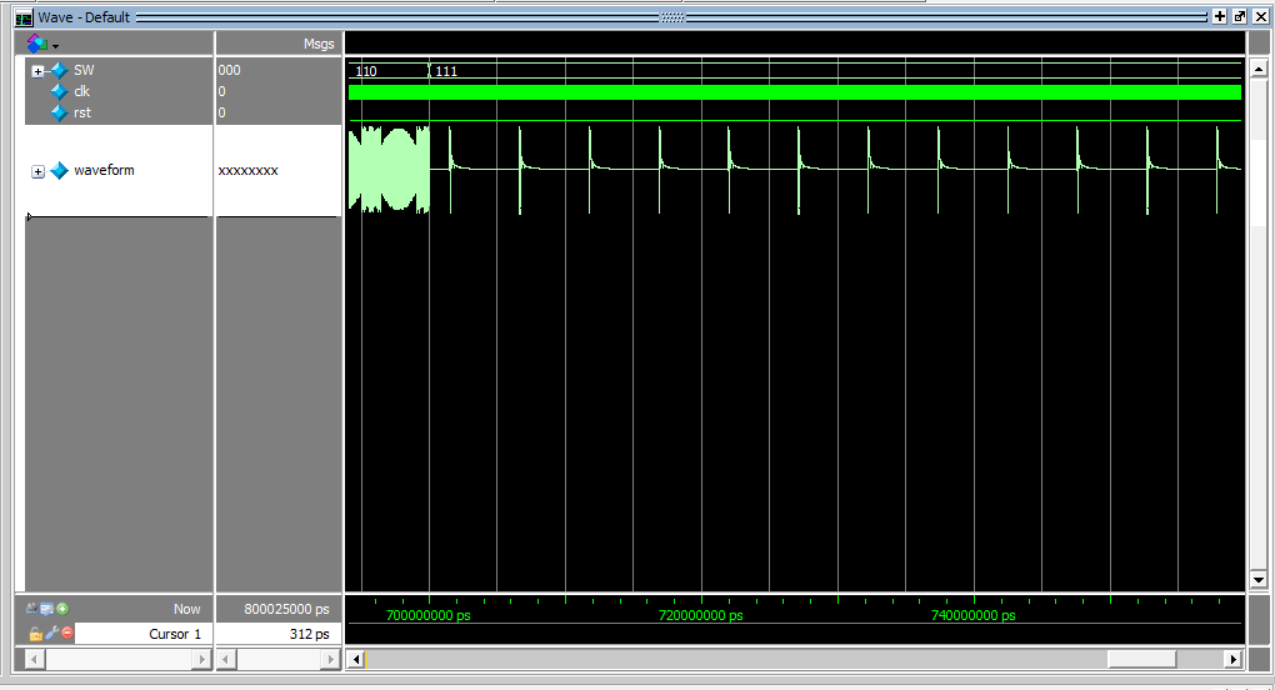 Wave - Default
Msgs
SW 000 110 111
clk 0
rst 0
waveform xxxxxxxx
Now 800025000 ps 700000000 ps 720000000 ps 740000000 ps
Cursor 1 312 ps